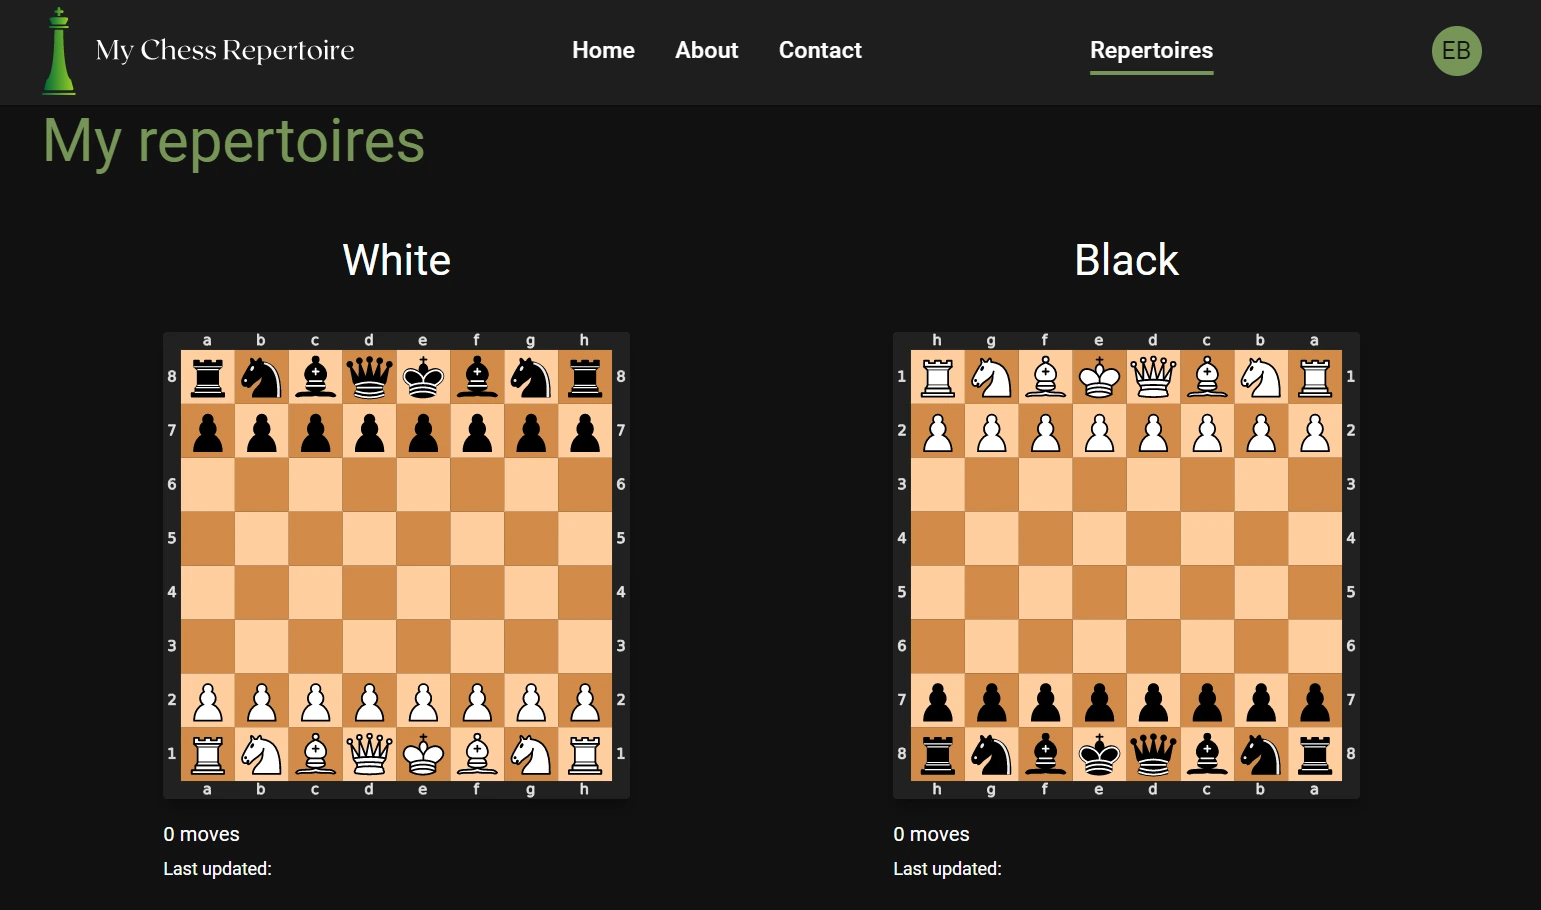 My Chess Repertoire
Home About Contact Repertoires EB
My repertoires
White
a b c d e f g h
8 8
7 7
6 6
5 5
4 4
3 3
2 2
1 1
a b c d e f g h
0 moves
Last updated:
Black
h g f e d c b a
1 1
2 2
3 3
4 4
5 5
6 6
7 7
8 8
h g f e d c b a
0 moves
Last updated: